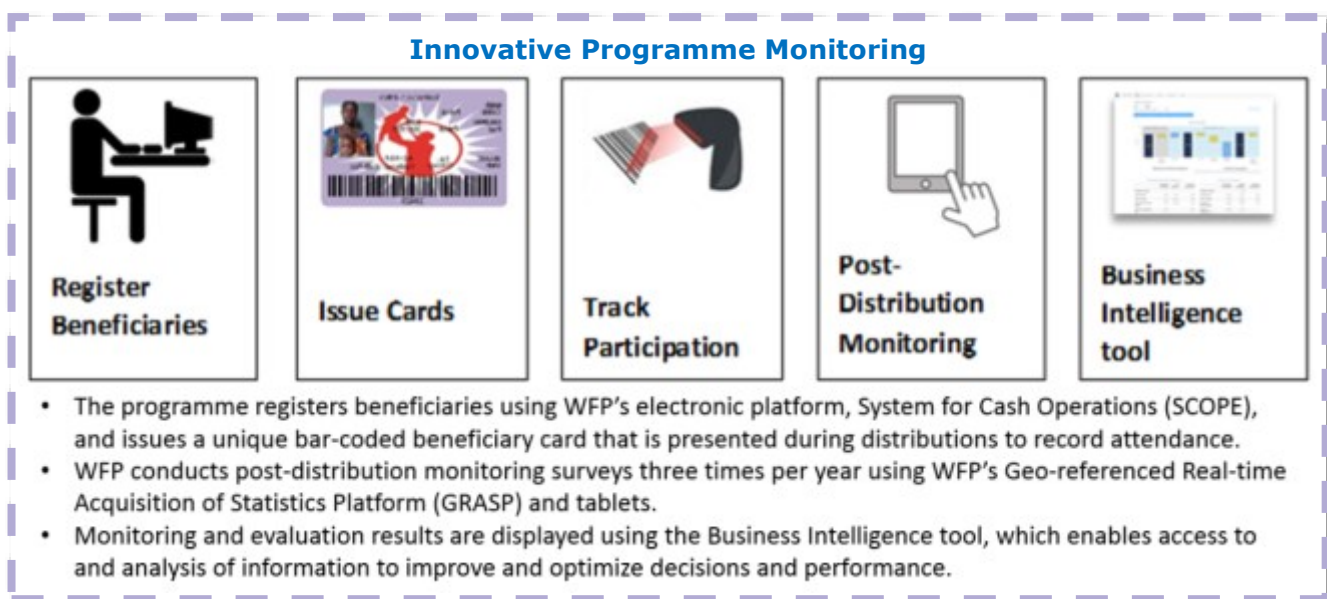 Innovative Programme Monitoring
Register
Beneficiaries
Issue Cards
Track
Participation
Post-
Distribution
Monitoring
Business
Intelligence
tool
• The programme registers beneficiaries using WFP's electronic platform, System for Cash Operations (SCOPE),
and issues a unique bar-coded beneficiary card that is presented during distributions to record attendance.
• WFP conducts post-distribution monitoring surveys three times per year using WFP's Geo-referenced Real-time
Acquisition of Statistics Platform (GRASP) and tablets.
• Monitoring and evaluation results are displayed using the Business Intelligence tool, which enables access to
and analysis of information to improve and optimize decisions and performance.